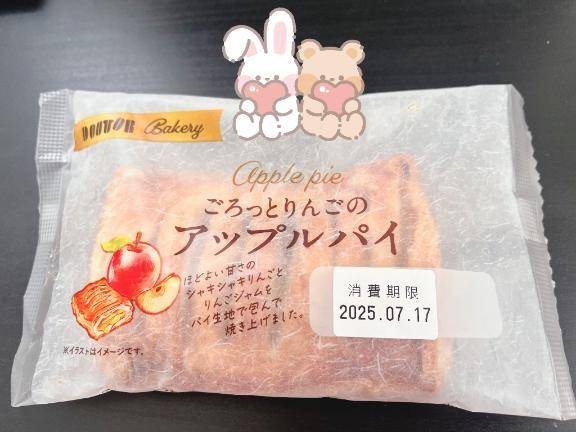 DOUTOR Bakery
apple pie
ごろっとりんごの
アップルパイ
ほどよい甘さの
シャキシャキりんごと
りんごジャムを
パイ生地で包んで
焼き上げました。
消費期限
2025.07.17
※イラストはイメージです。